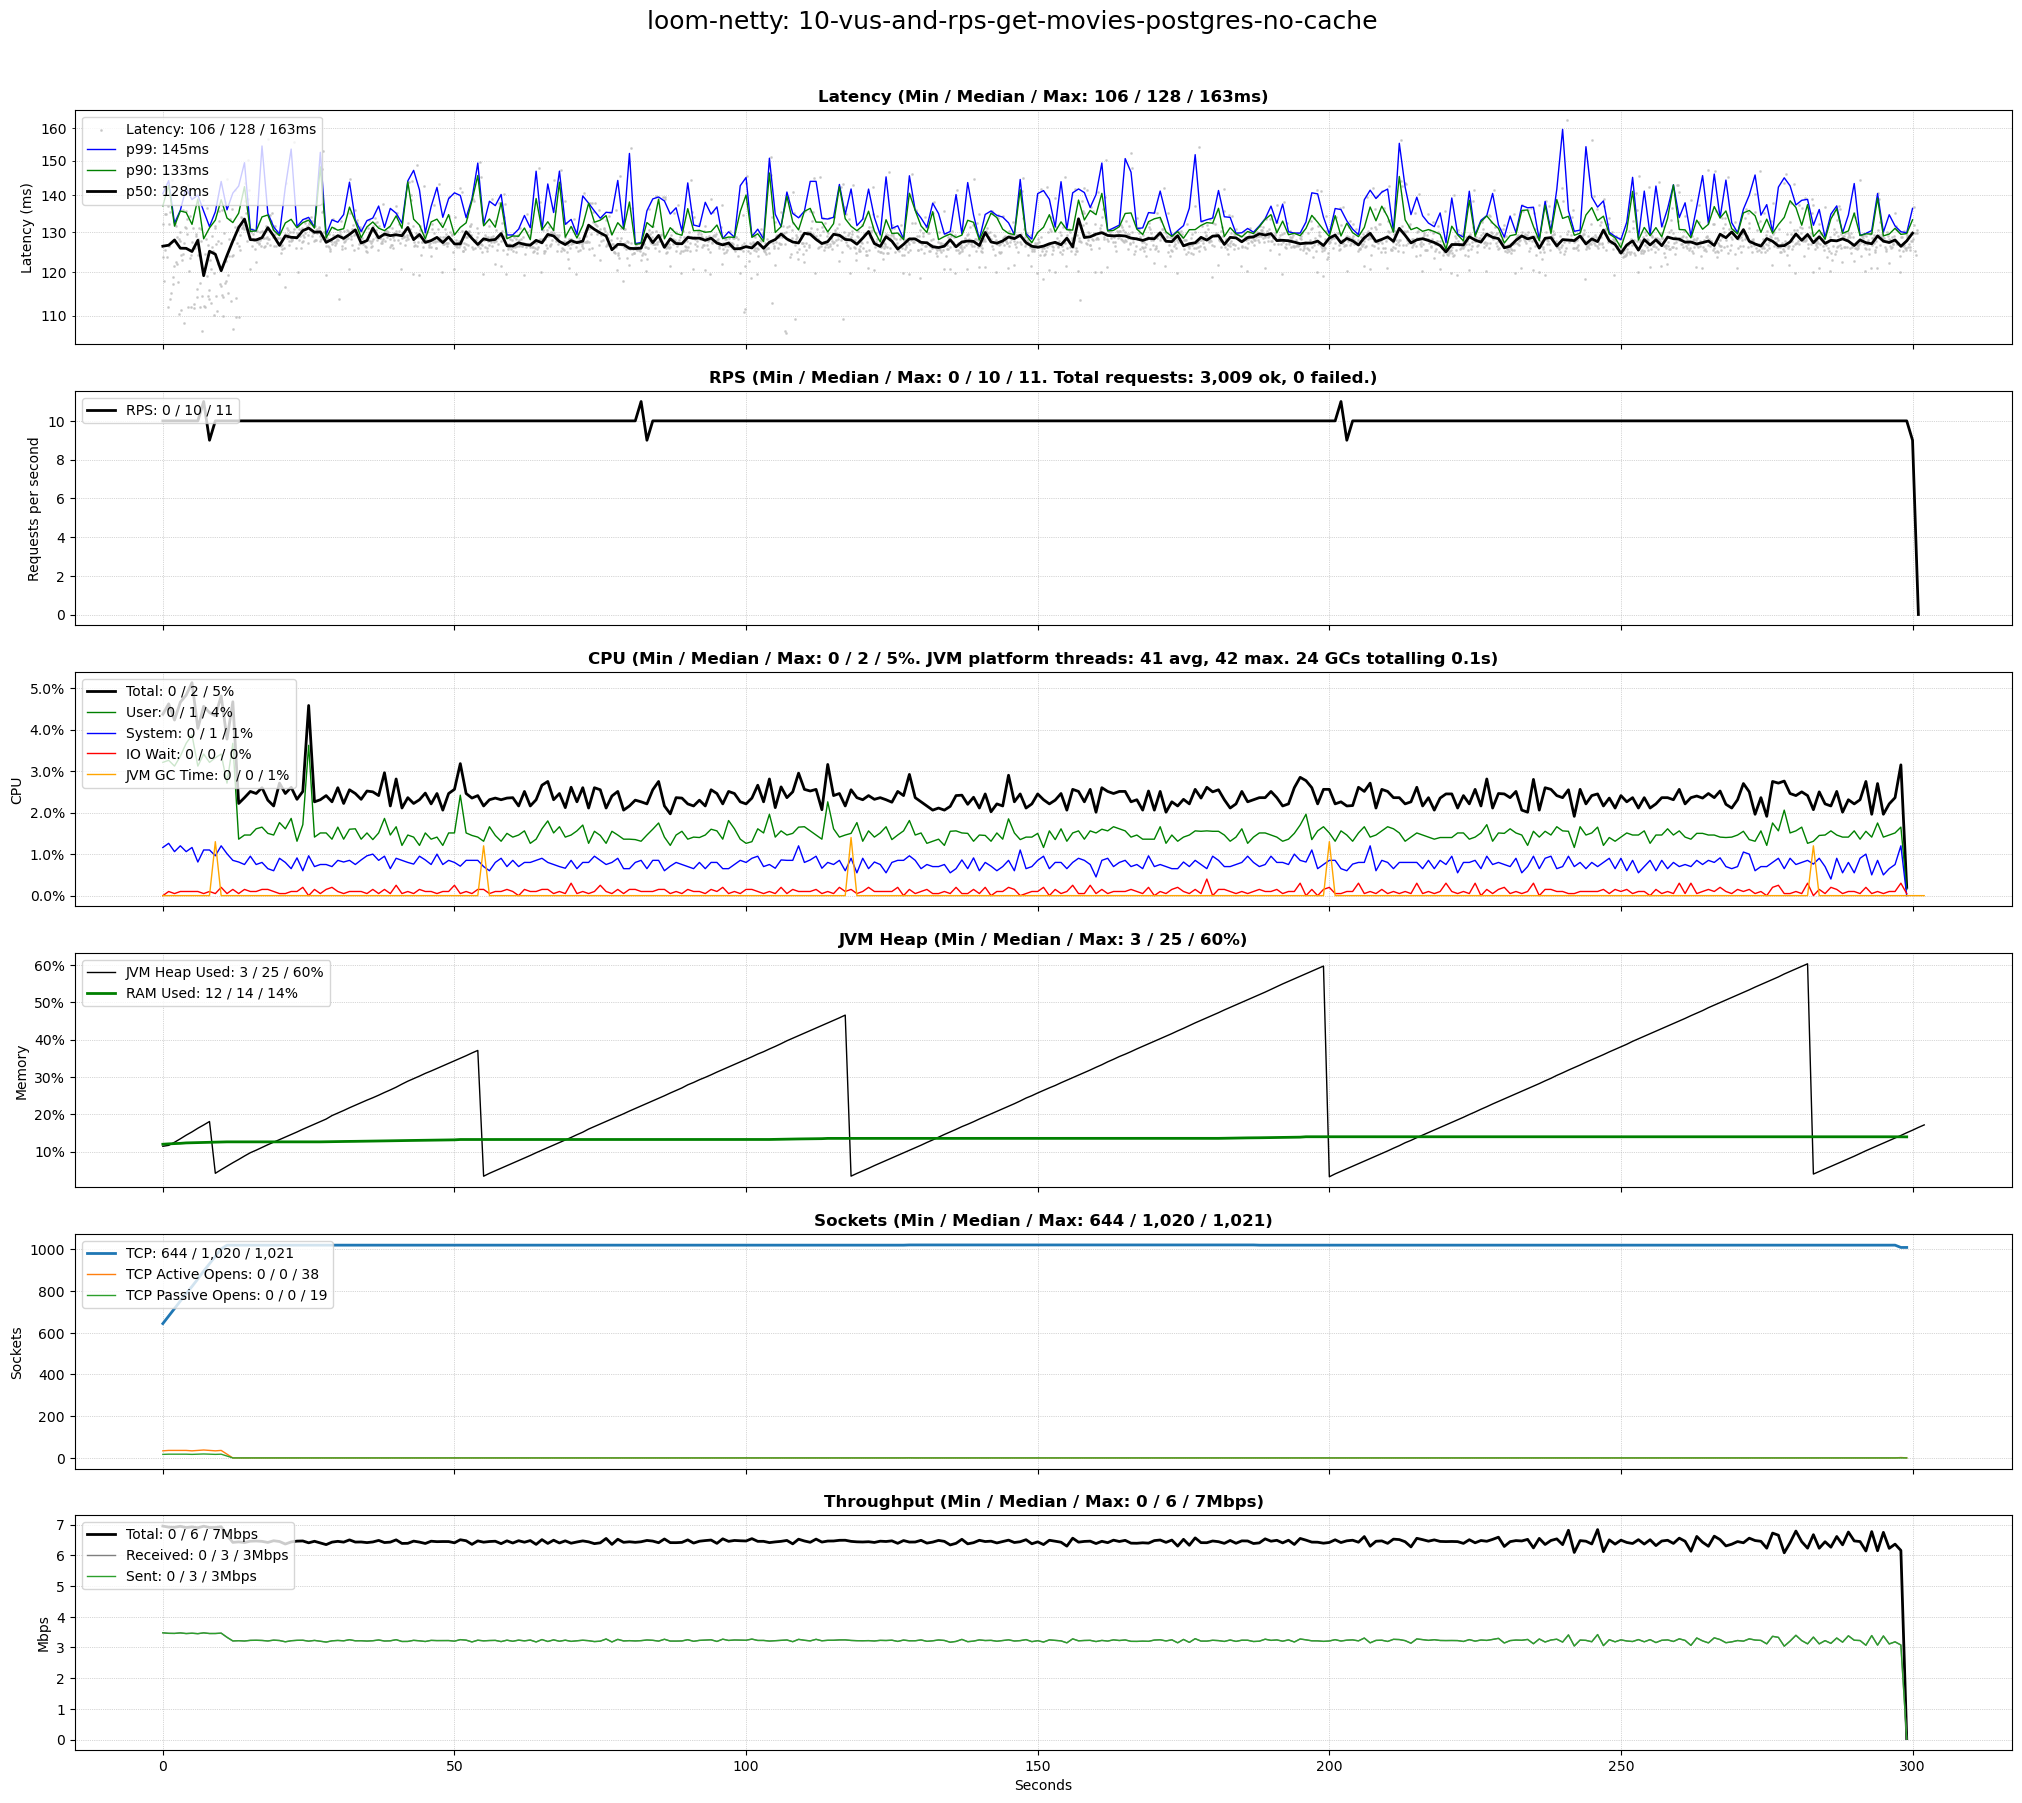 loom-netty: 10-vus-and-rps-get-movies-postgres-no-cache
Latency (Min / Median / Max: 106 / 128 / 163ms)
Latency: 106 / 128 / 163ms
p99: 145ms
p90: 133ms
p50: 128ms
160
150
140
130
120
110
Latency (ms)
RPS (Min / Median / Max: 0 / 10 / 11. Total requests: 3,009 ok, 0 failed.)
RPS: 0 / 10 / 11
10
8
6
4
2
0
Requests per second
CPU (Min / Median / Max: 0 / 2 / 5%. JVM platform threads: 41 avg, 42 max. 24 GCs totalling 0.1s)
Total: 0 / 2 / 5%
User: 0 / 1 / 4%
System: 0 / 1 / 1%
IO Wait: 0 / 0 / 0%
JVM GC Time: 0 / 0 / 1%
5.0%
4.0%
3.0%
2.0%
1.0%
0.0%
CPU
JVM Heap (Min / Median / Max: 3 / 25 / 60%)
JVM Heap Used: 3 / 25 / 60%
RAM Used: 12 / 14 / 14%
60%
50%
40%
30%
20%
10%
Memory
Sockets (Min / Median / Max: 644 / 1,020 / 1,021)
TCP: 644 / 1,020 / 1,021
TCP Active Opens: 0 / 0 / 38
TCP Passive Opens: 0 / 0 / 19
1000
800
600
400
200
0
Sockets
Throughput (Min / Median / Max: 0 / 6 / 7Mbps)
Total: 0 / 6 / 7Mbps
Received: 0 / 3 / 3Mbps
Sent: 0 / 3 / 3Mbps
7
6
5
4
3
2
1
0
Mbps
0 50 100 150 200 250 300
Seconds